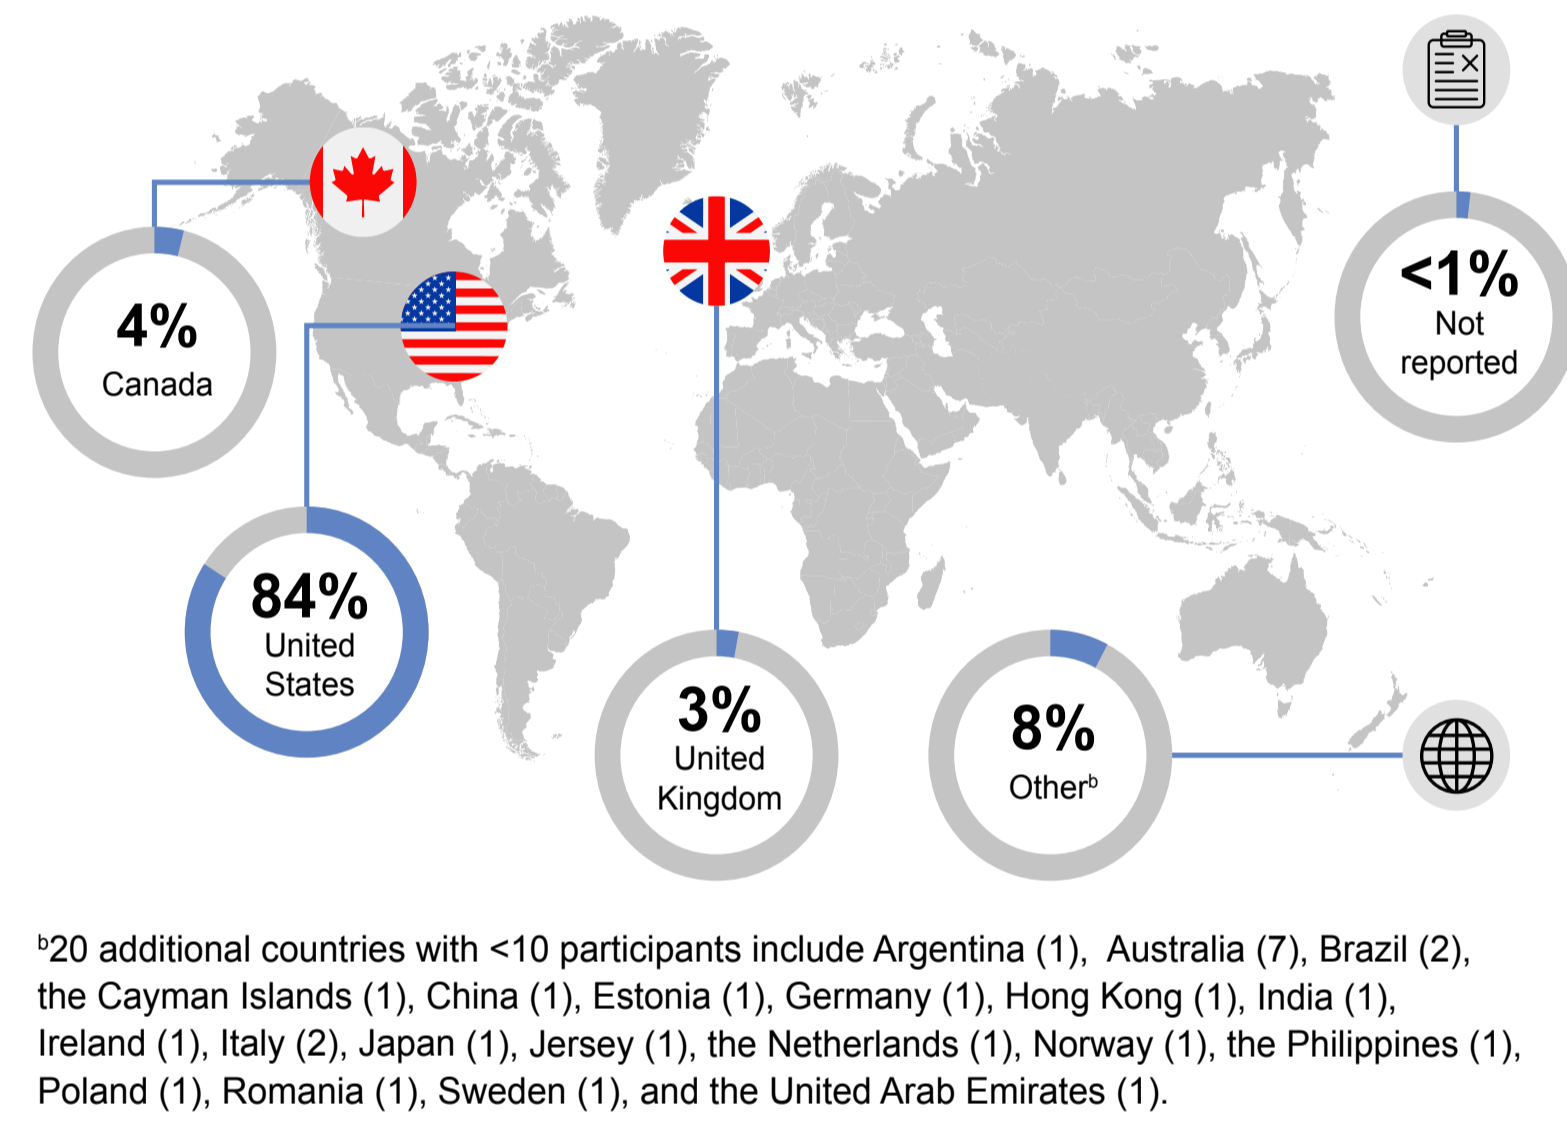 4%
Canada
84%
United
States
3%
United
Kingdom
8%
Otherᵇ
<1%
Not
reported
ᵇ20 additional countries with <10 participants include Argentina (1),  Australia (7), Brazil (2),
the Cayman Islands (1), China (1), Estonia (1), Germany (1), Hong Kong (1), India (1),
Ireland (1), Italy (2), Japan (1), Jersey (1), the Netherlands (1), Norway (1), the Philippines (1),
Poland (1), Romania (1), Sweden (1), and the United Arab Emirates (1).